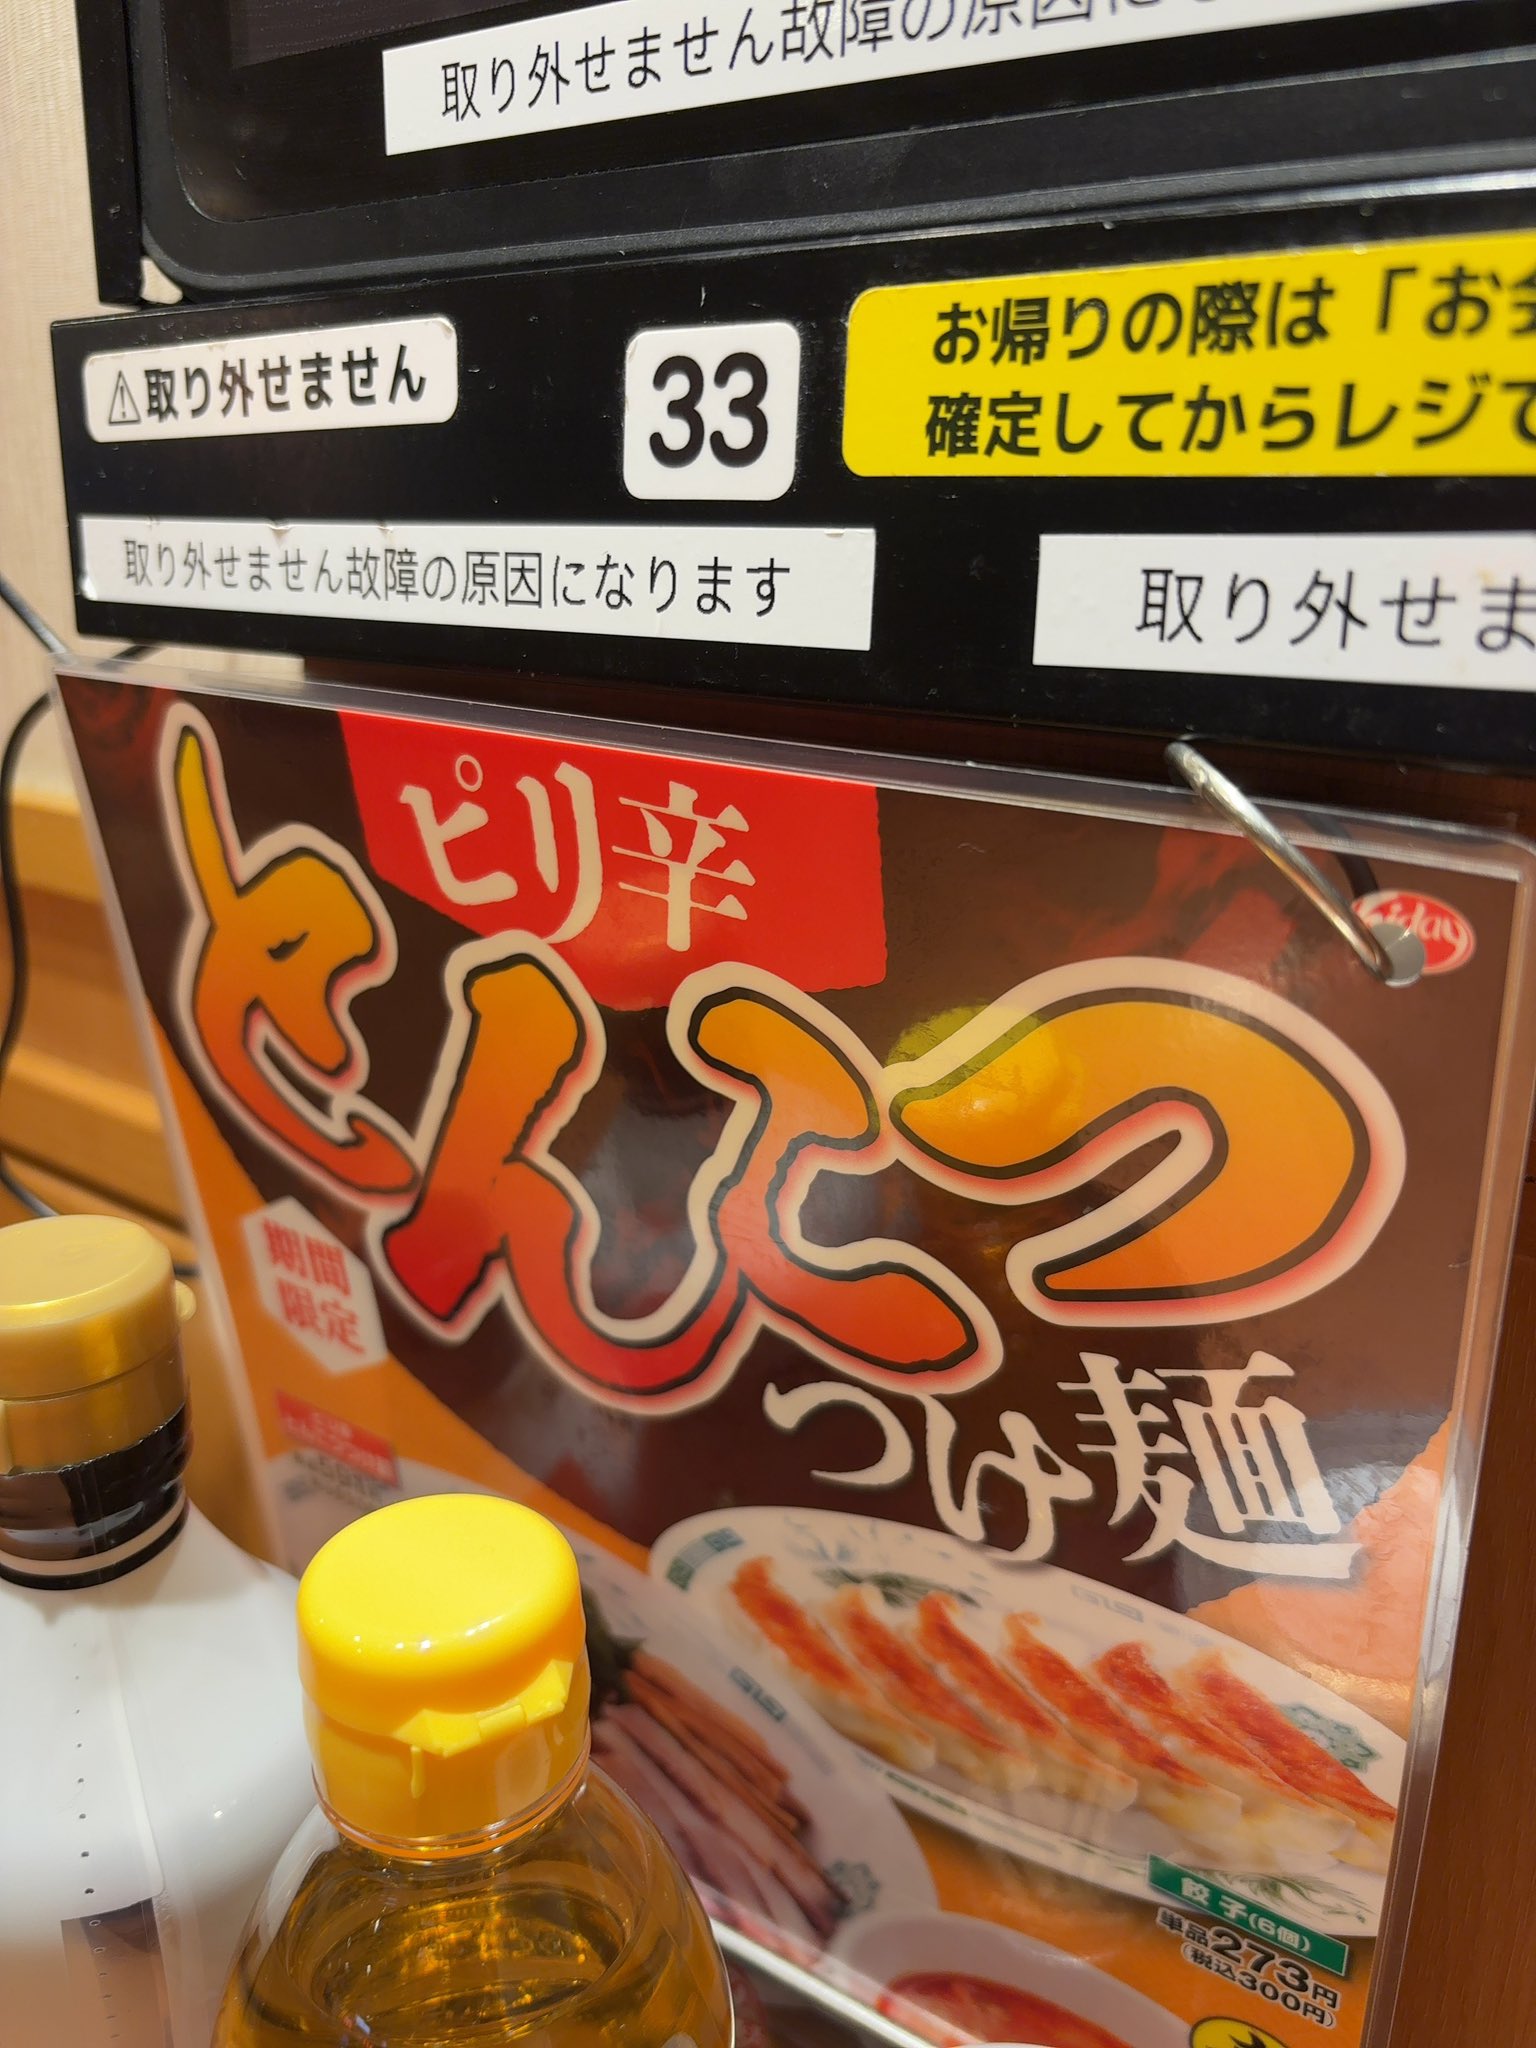 取り外せません故障の原因に
⚠取り外せません
33
お帰りの際は「お会
確定してからレジで
取り外せません故障の原因になります
取り外せま
ピリ辛
とんこつ
つけ麺
hiday
期間
限定
餃子(6個)
単品273円
(税込300円)